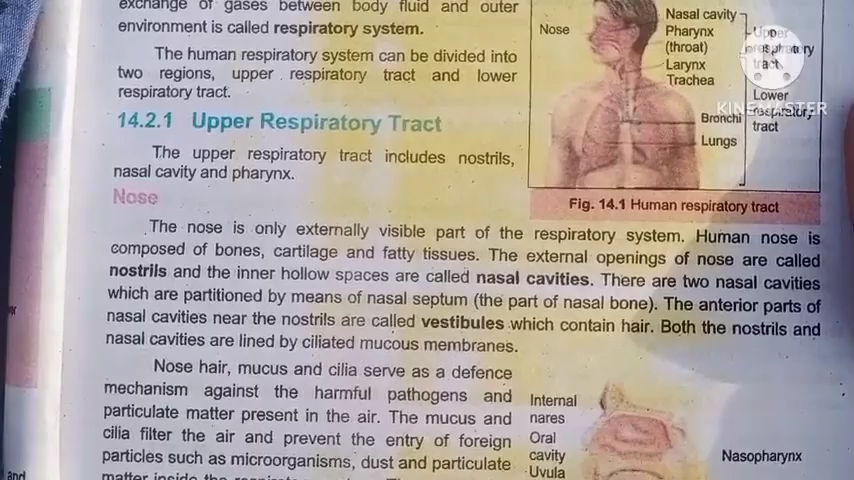 exchange of gases between body fluid and outer
environment is called respiratory system.
The human respiratory system can be divided into
two regions, upper respiratory tract and lower
respiratory tract.
Nose
Nasal cavity
Pharynx
(throat)
Larynx
Trachea
Bronchi
Lungs
Upper
respiratory
tract
Lower
respiratory
tract
KINEMASTER
Fig. 14.1 Human respiratory tract
14.2.1 Upper Respiratory Tract
The upper respiratory tract includes nostrils,
nasal cavity and pharynx.
Nose
The nose is only externally visible part of the respiratory system. Human nose is
composed of bones, cartilage and fatty tissues. The external openings of nose are called
nostrils and the inner hollow spaces are called nasal cavities. There are two nasal cavities
which are partitioned by means of nasal septum (the part of nasal bone). The anterior parts of
nasal cavities near the nostrils are called vestibules which contain hair. Both the nostrils and
nasal cavities are lined by ciliated mucous membranes.
Nose hair, mucus and cilia serve as a defence
mechanism against the harmful pathogens and
particulate matter present in the air. The mucus and
cilia filter the air and prevent the entry of foreign
particles such as microorganisms, dust and particulate
matter inside the
Internal
nares
Oral
cavity
Uvula
Nasopharynx
and